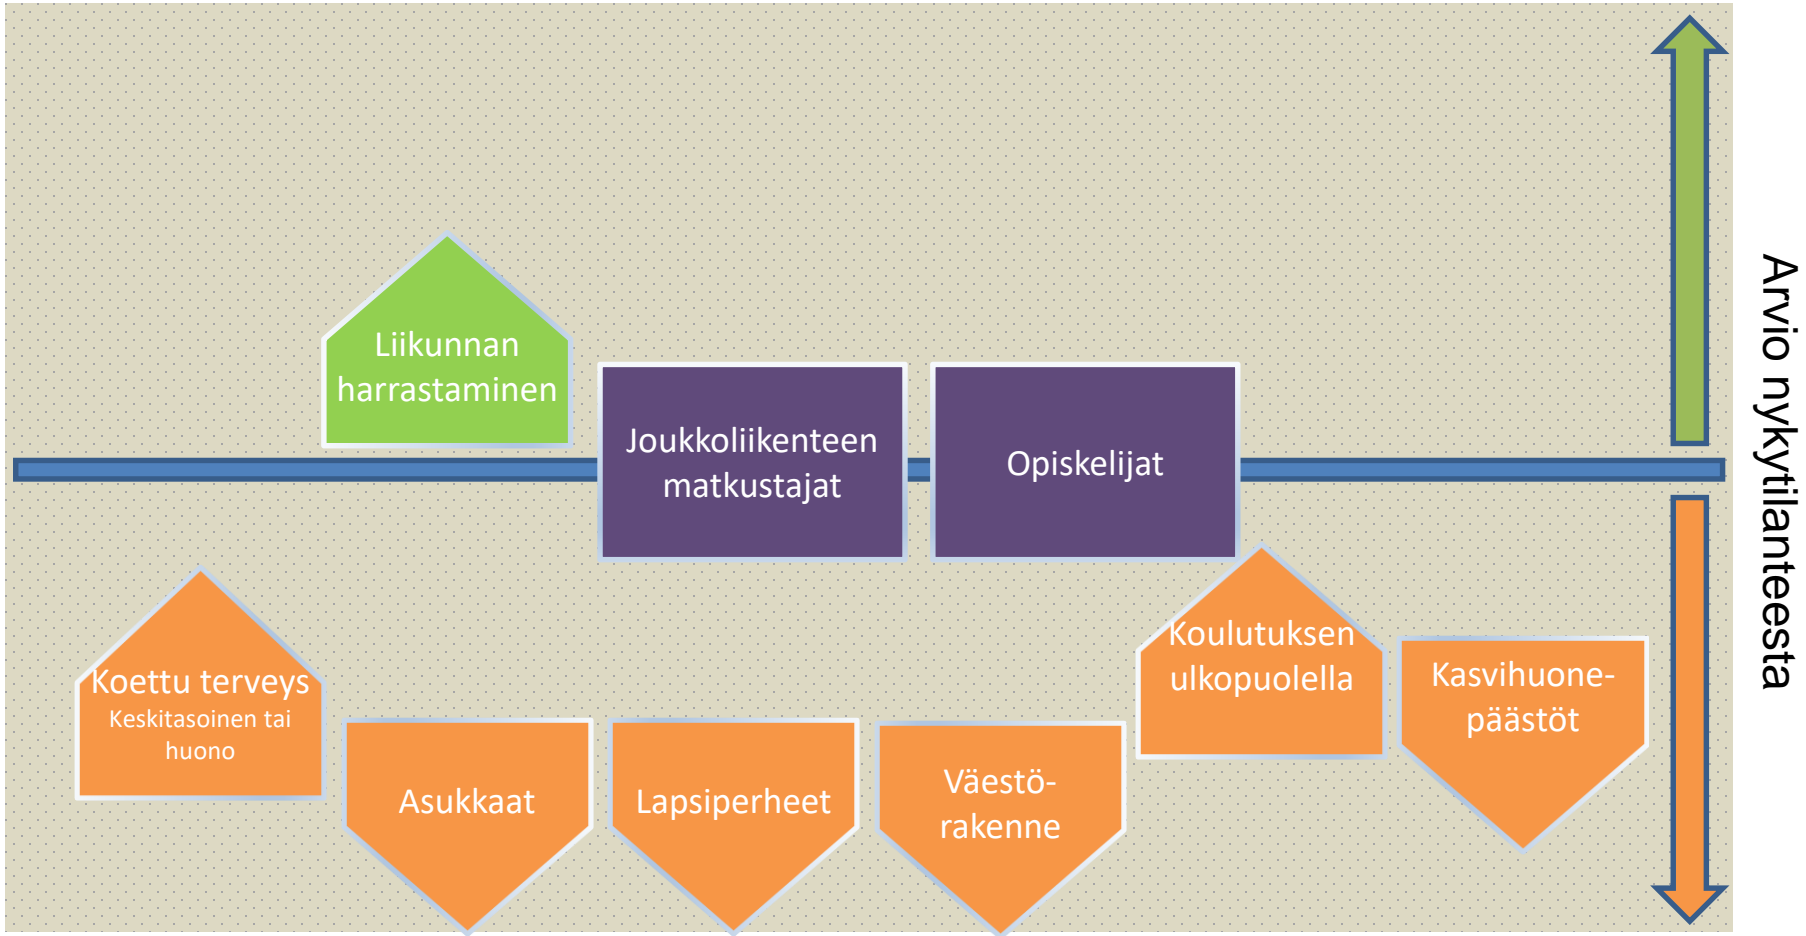 Liikunnan
harrastaminen
Joukkoliikenteen
matkustajat
Opiskelijat
Koettu terveys
Keskitasoinen tai
huono
Asukkaat
Lapsiperheet
Väestö-
rakenne
Koulutuksen
ulkopuolella
Kasvihuone-
päästöt
Arvio nykytilanteesta